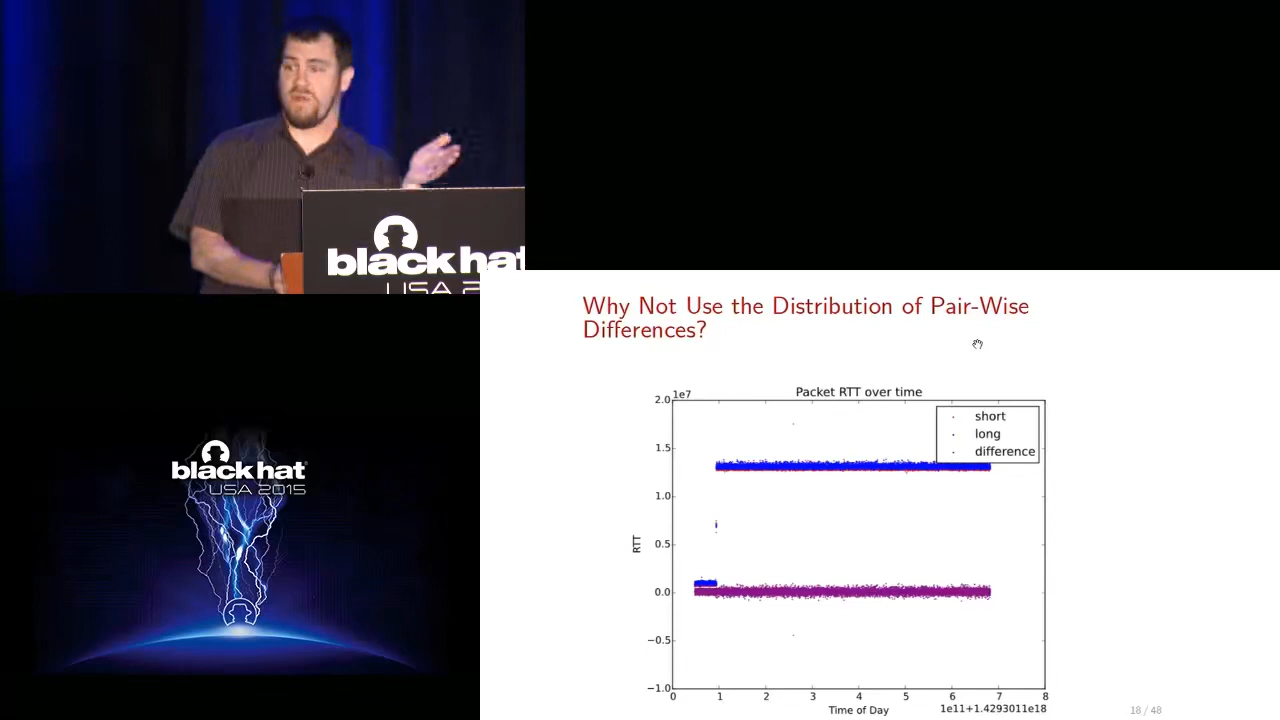 black hat
USA 2
Why Not Use the Distribution of Pair-Wise
Differences?
Packet RTT over time
1e7
short
long
difference
2.0
1.5
1.0
0.5
0.0
−0.5
−1.0
RTT
0 1 2 3 4 5 6 7 8
Time of Day
1e11+1.4293011e18
18 / 48
black hat
USA 2015